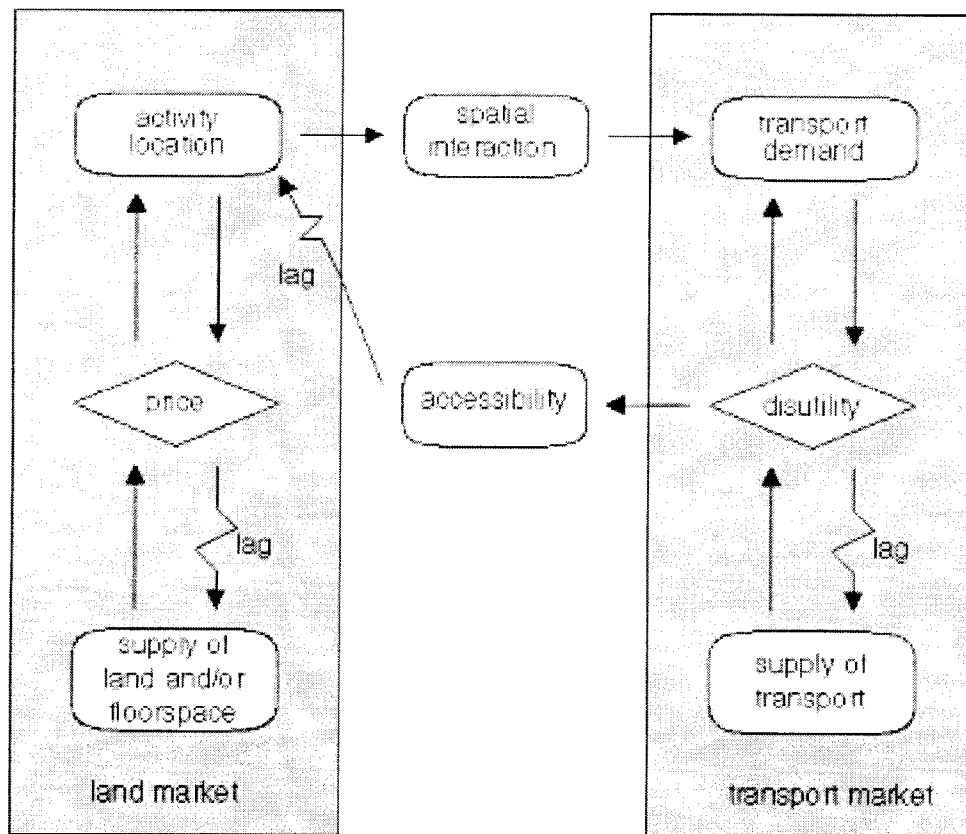 activity
location
spatial
interaction
transport
demand
lag
price
accessibility
disutility
lag
lag
supply of
land and/or
floorspace
supply of
transport
land market
transport market